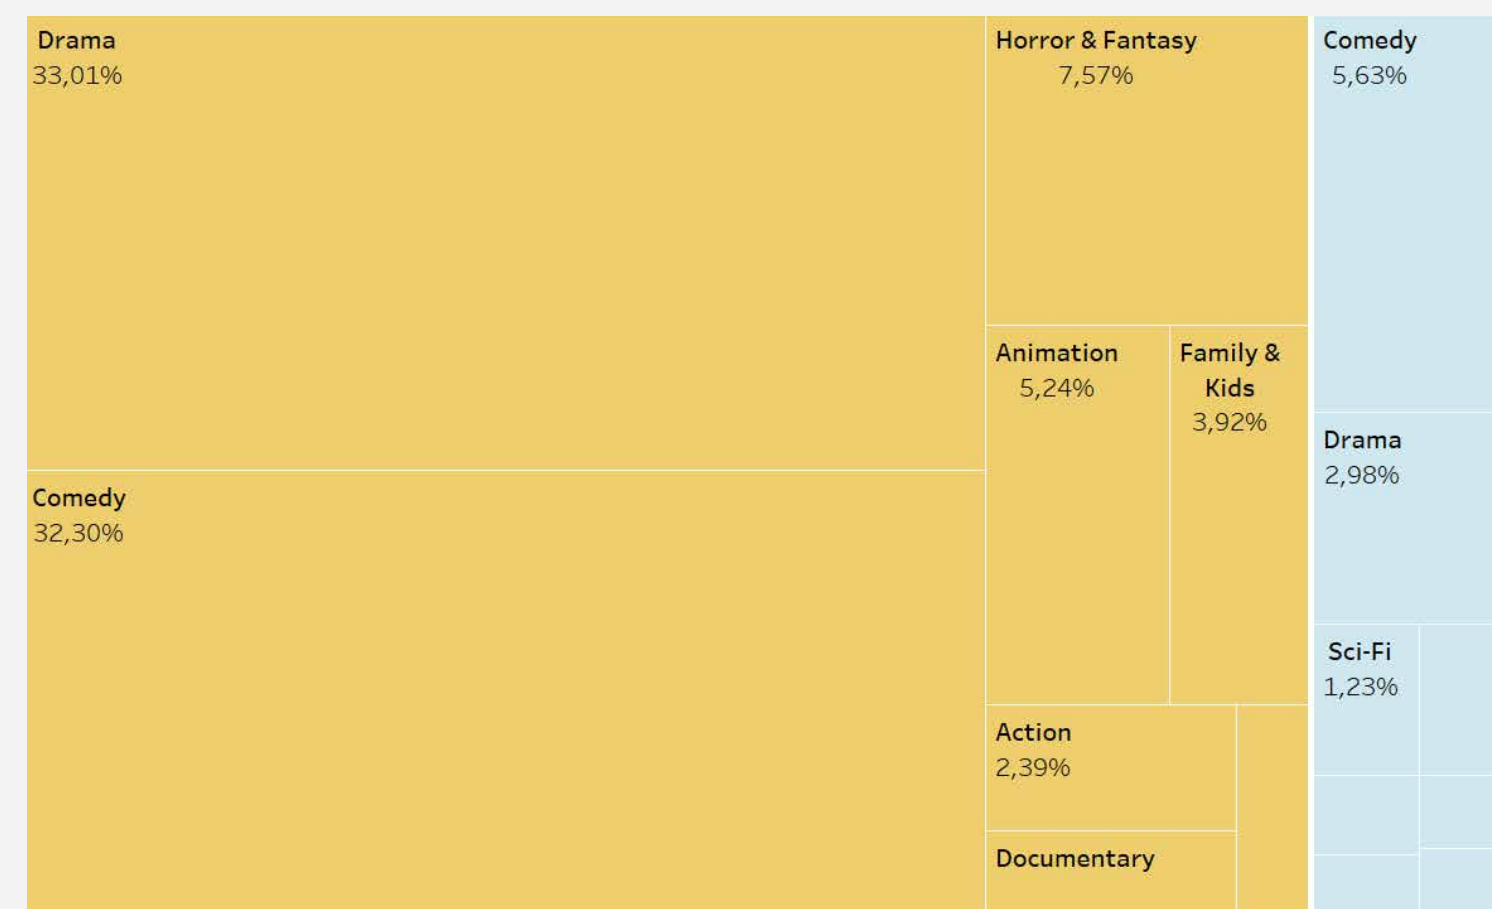 Drama
33,01%
Comedy
32,30%
Horror & Fantasy
7,57%
Animation
5,24%
Family &
Kids
3,92%
Action
2,39%
Documentary
Comedy
5,63%
Drama
2,98%
Sci-Fi
1,23%